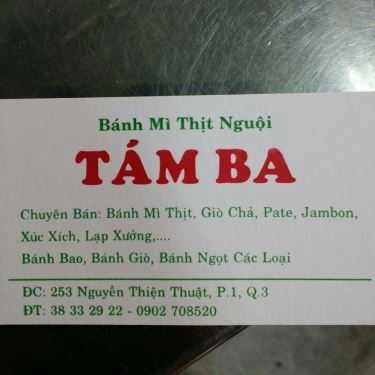 Bánh Mì Thịt Nguội
TÁM BA
Chuyên Bán: Bánh Mì Thịt, Giò Chả, Pate, Jambon,
Xúc Xích, Lạp Xưởng,....
Bánh Bao, Bánh Giò, Bánh Ngọt Các Loại
ĐC: 253 Nguyễn Thiện Thuật, P.1, Q.3
ĐT: 38 33 29 22 - 0902 708520